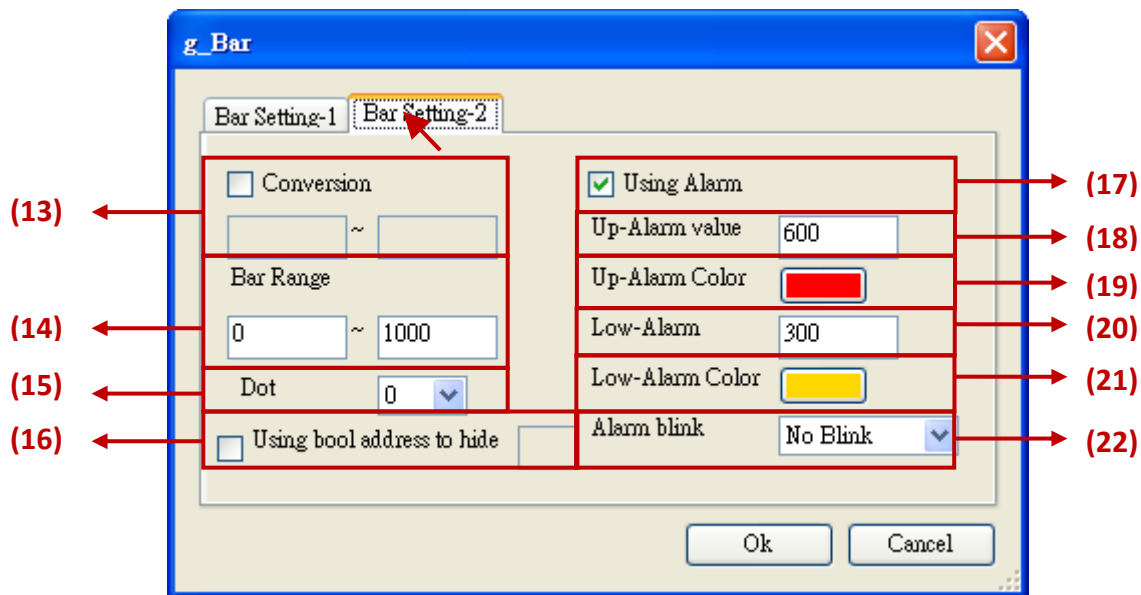 g_Bar
Bar Setting-1
Bar Setting-2
Conversion
~
(13)
Bar Range
0 ~ 1000
(14)
Dot 0
(15)
Using bool address to hide
(16)
Using Alarm
(17)
Up-Alarm value 600
(18)
Up-Alarm Color
(19)
Low-Alarm 300
(20)
Low-Alarm Color
(21)
Alarm blink No Blink
(22)
Ok
Cancel